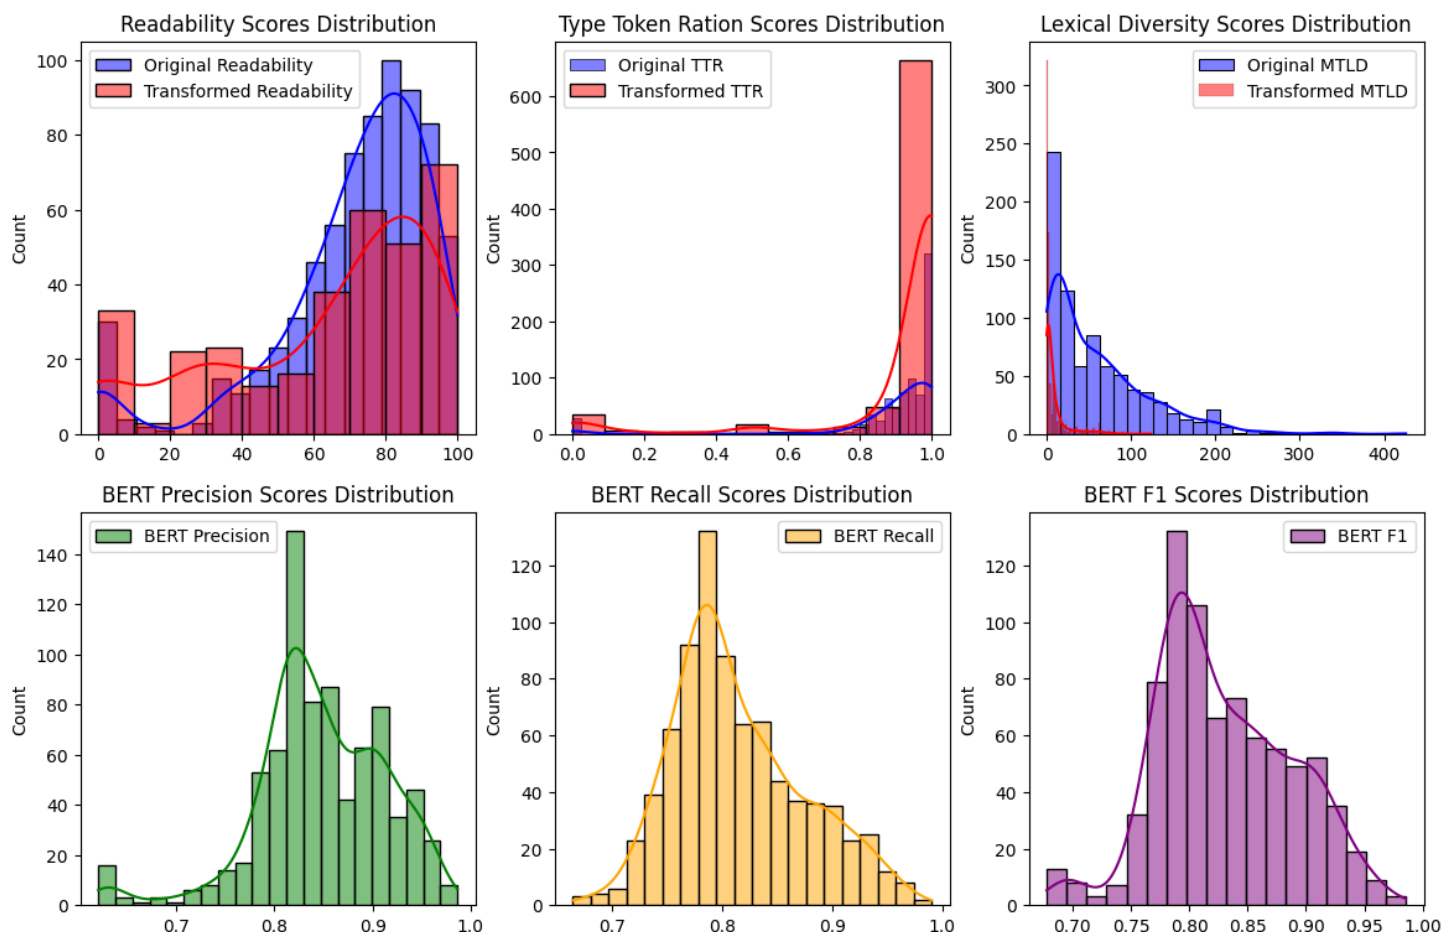 Readability Scores Distribution
Original Readability
Transformed Readability
Count
100
80
60
40
20
0
0 20 40 60 80 100
Type Token Ration Scores Distribution
Original TTR
Transformed TTR
Count
600
500
400
300
200
100
0
0.0 0.2 0.4 0.6 0.8 1.0
Lexical Diversity Scores Distribution
Original MTLD
Transformed MTLD
Count
300
250
200
150
100
50
0
0 100 200 300 400
BERT Precision Scores Distribution
BERT Precision
Count
140
120
100
80
60
40
20
0
0.7 0.8 0.9 1.0
BERT Recall Scores Distribution
BERT Recall
Count
120
100
80
60
40
20
0
0.7 0.8 0.9 1.0
BERT F1 Scores Distribution
BERT F1
Count
120
100
80
60
40
20
0
0.70 0.75 0.80 0.85 0.90 0.95 1.00